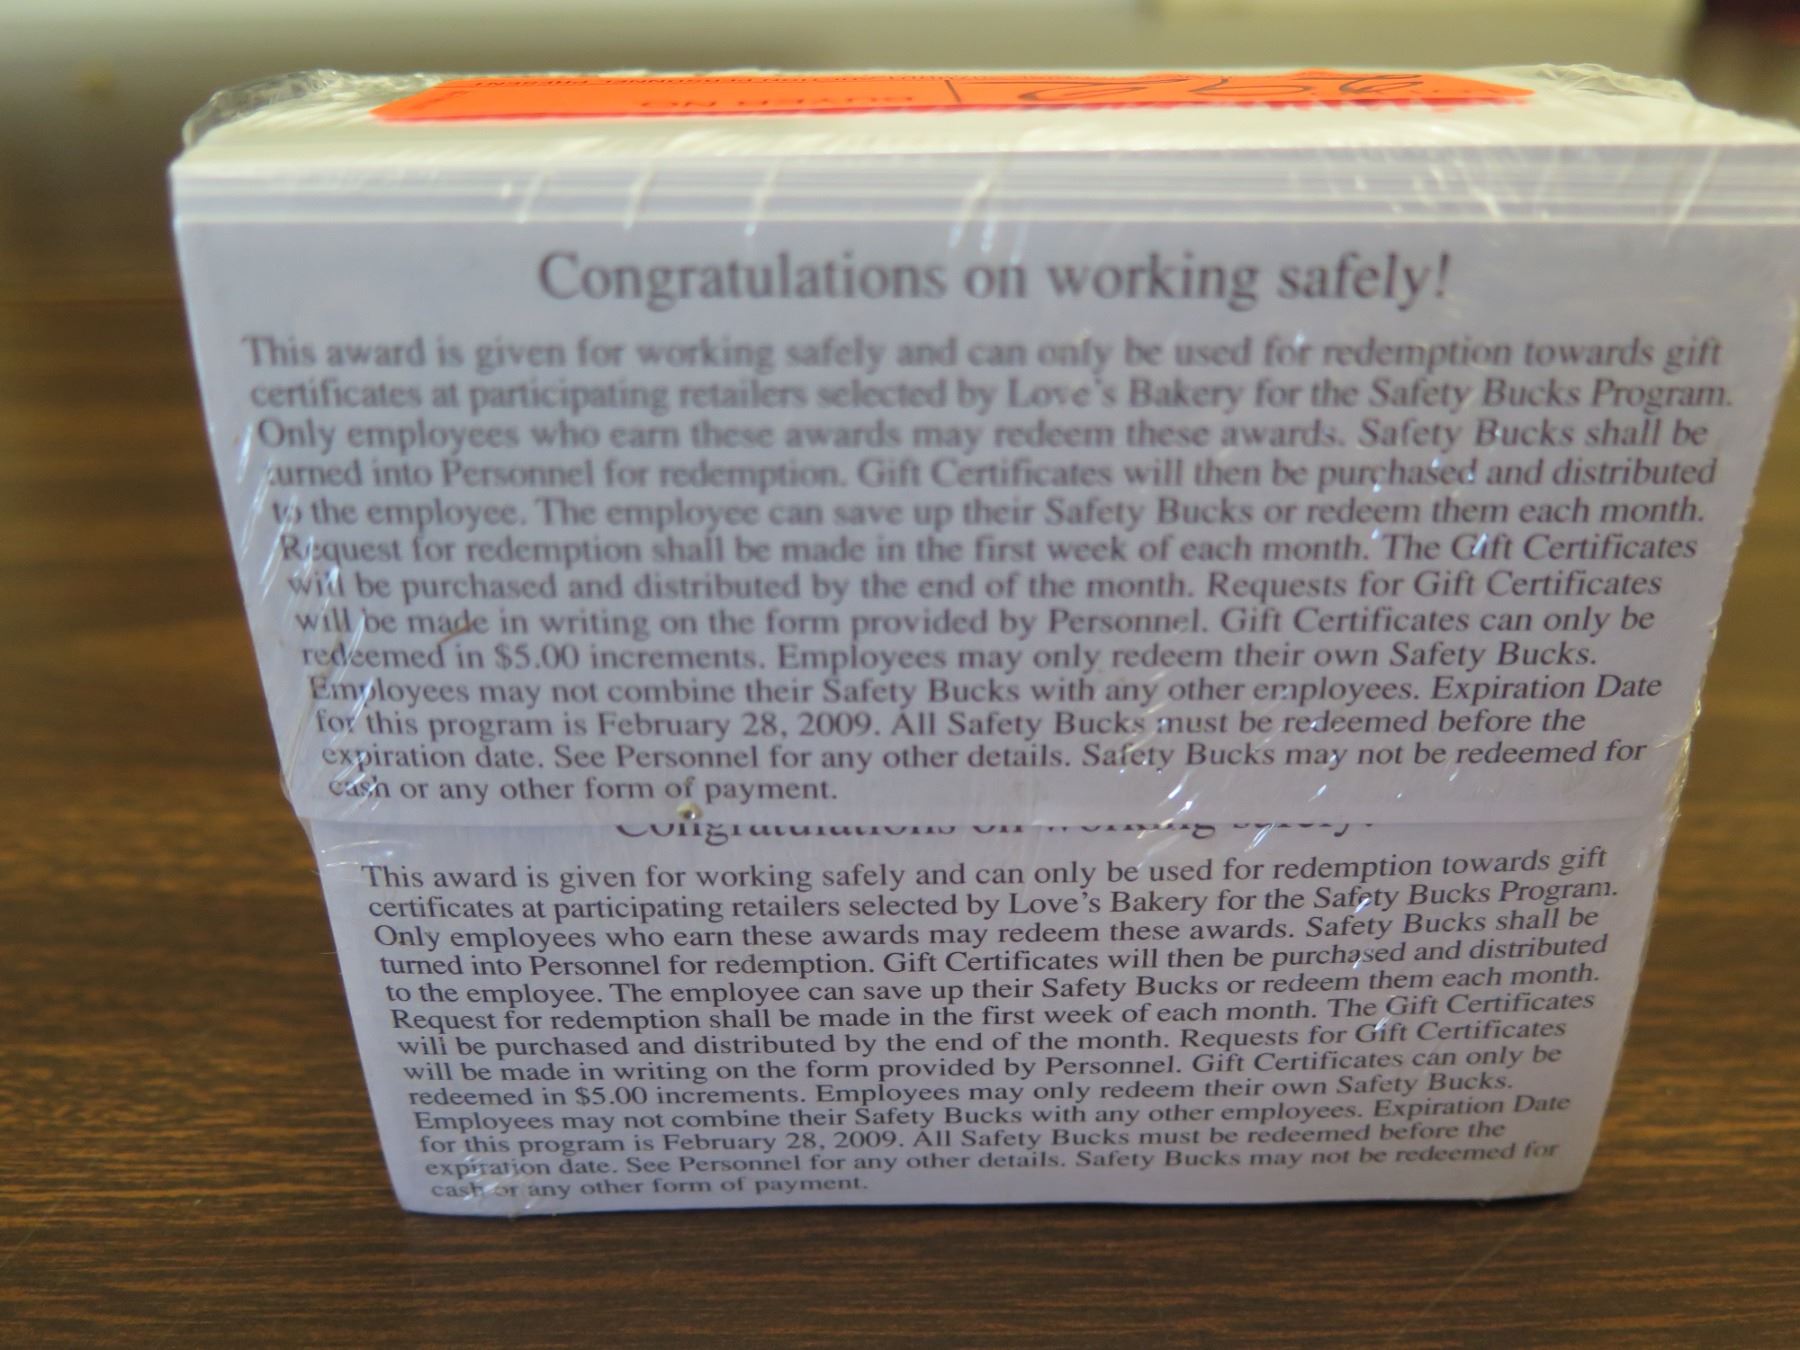 BUYER NO.
Congratulations on working safely!
This award is given for working safely and can only be used for redemption towards gift
certificates at participating retailers selected by Love's Bakery for the Safety Bucks Program.
Only employees who earn these awards may redeem these awards. Safety Bucks shall be
turned into Personnel for redemption. Gift Certificates will then be purchased and distributed
to the employee. The employee can save up their Safety Bucks or redeem them each month.
Request for redemption shall be made in the first week of each month. The Gift Certificates
will be purchased and distributed by the end of the month. Requests for Gift Certificates
will be made in writing on the form provided by Personnel. Gift Certificates can only be
redeemed in $5.00 increments. Employees may only redeem their own Safety Bucks.
Employees may not combine their Safety Bucks with any other employees. Expiration Date
for this program is February 28, 2009. All Safety Bucks must be redeemed before the
expiration date. See Personnel for any other details. Safety Bucks may not be redeemed for
cash or any other form of payment.
Congratulations on working safely!
This award is given for working safely and can only be used for redemption towards gift
certificates at participating retailers selected by Love's Bakery for the Safety Bucks Program.
Only employees who earn these awards may redeem these awards. Safety Bucks shall be
turned into Personnel for redemption. Gift Certificates will then be purchased and distributed
to the employee. The employee can save up their Safety Bucks or redeem them each month.
Request for redemption shall be made in the first week of each month. The Gift Certificates
will be purchased and distributed by the end of the month. Requests for Gift Certificates
will be made in writing on the form provided by Personnel. Gift Certificates can only be
redeemed in $5.00 increments. Employees may only redeem their own Safety Bucks.
Employees may not combine their Safety Bucks with any other employees. Expiration Date
for this program is February 28, 2009. All Safety Bucks must be redeemed before the
expiration date. See Personnel for any other details. Safety Bucks may not be redeemed for
cash or any other form of payment.